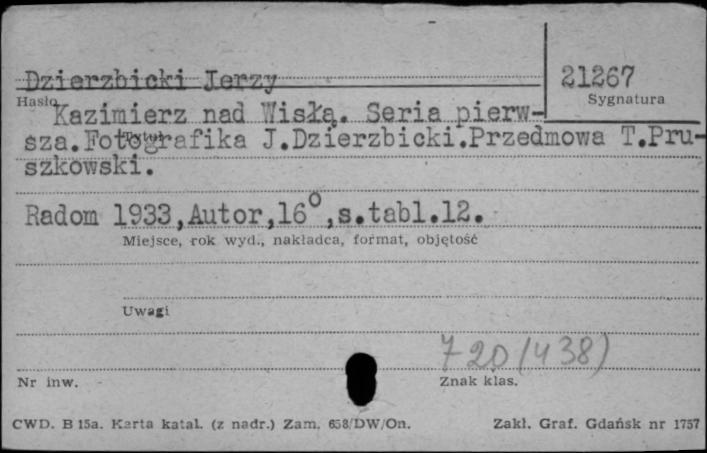 Dzierzbicki Jerzy
21267
Hasło
Sygnatura
Kazimierz nad Wisłą. Seria pierw-
Tytuł
sza.Fotografika J.Dzierzbicki.Przedmowa T.Pru-
szkowski.
Radom 1933,Autor,16°,s.tabl.12.
Miejsce, rok wyd., nakładca, format, objętość
Uwagi
720(438)
Nr inw.
Znak klas.
CWD. B 15a. Karta katal. (z nadr.) Zam. 658/DW/On.
Zakł. Graf. Gdańsk nr 1757